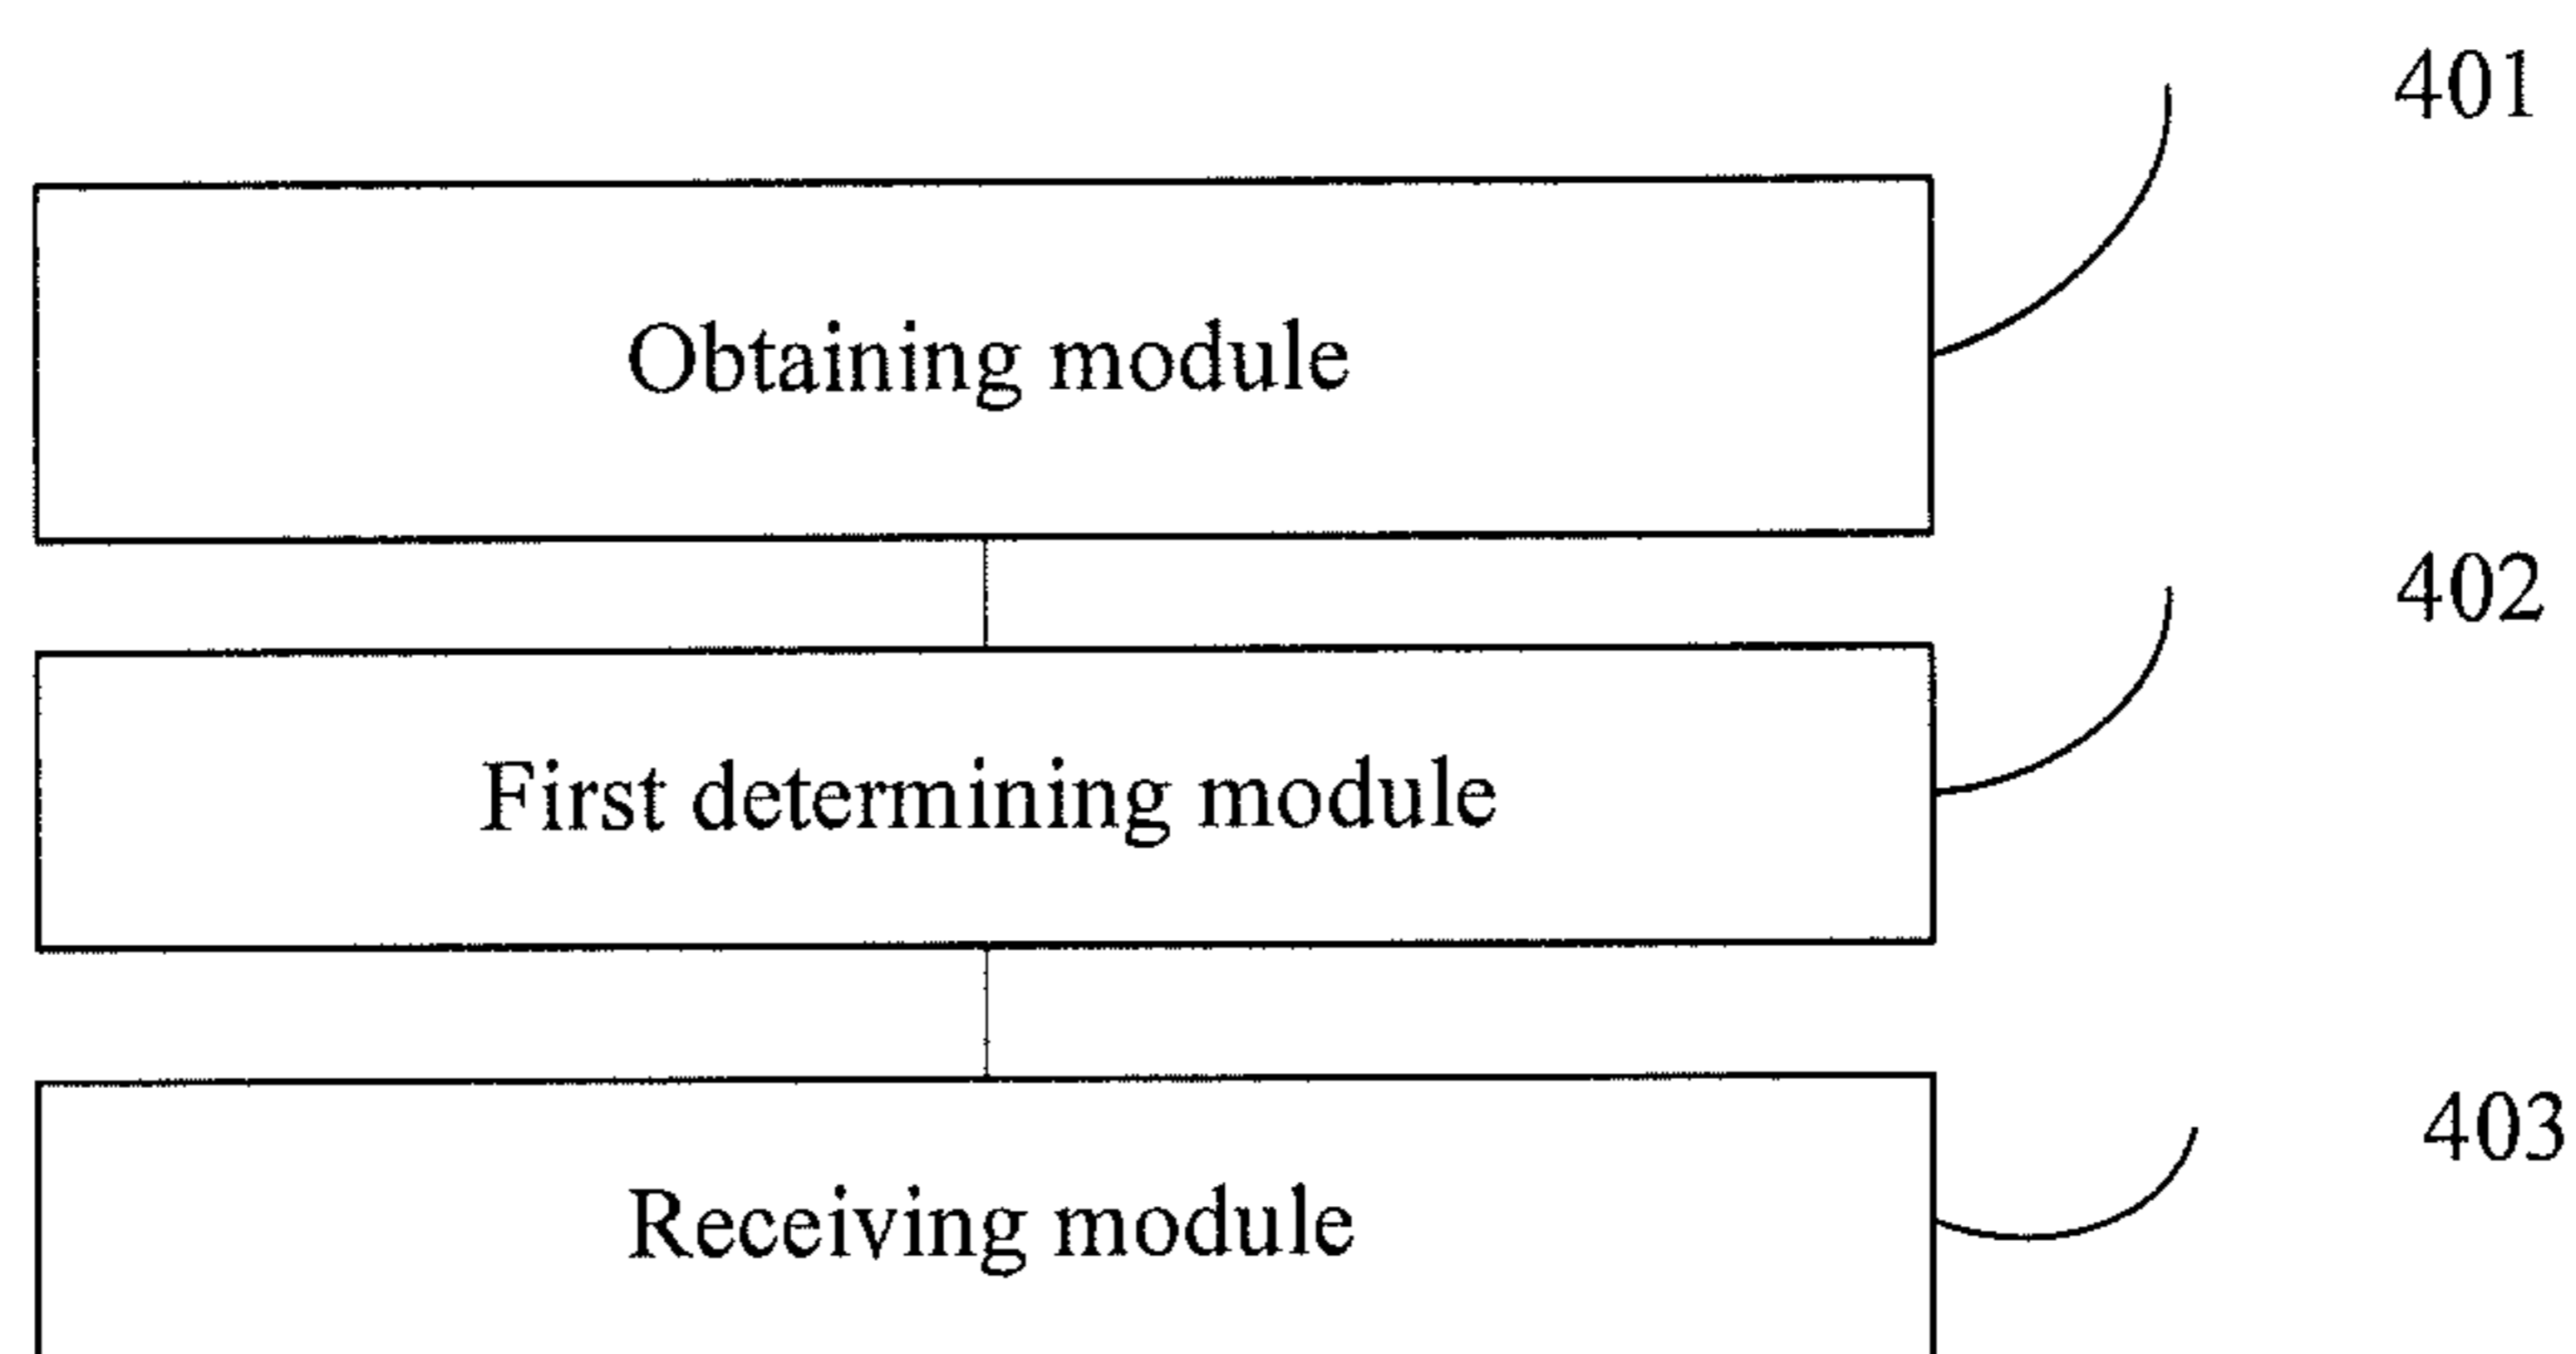 401
Obtaining module
402
First determining module
403
Receiving module